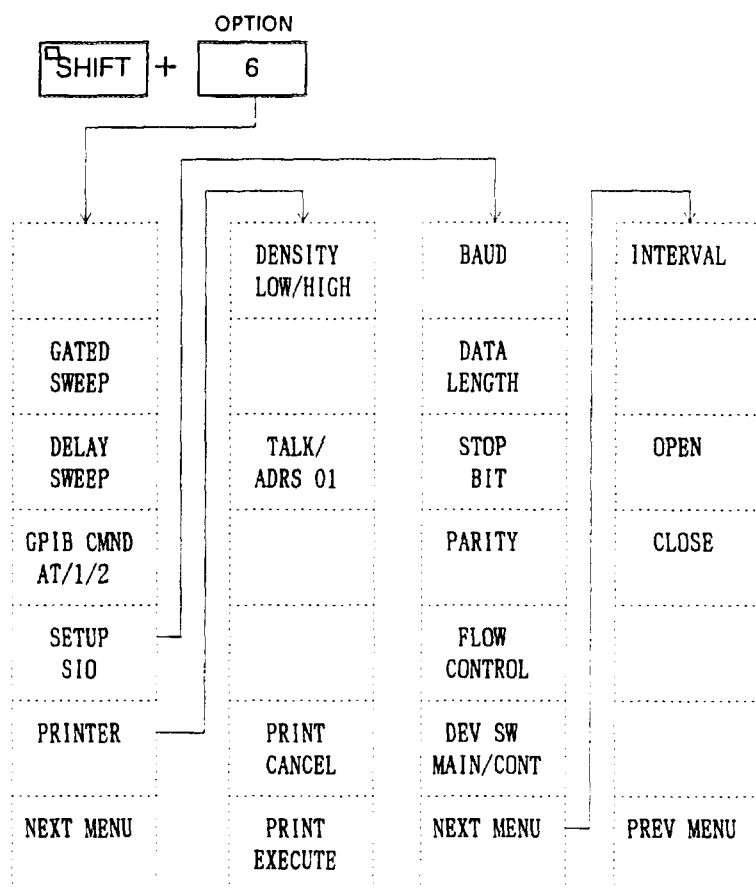 OPTION
SHIFT + 6
GATED
SWEEP
DELAY
SWEEP
GPIB CMND
AT/1/2
SETUP
SIO
PRINTER
NEXT MENU
DENSITY
LOW/HIGH
TALK/
ADRS 01
PRINT
CANCEL
PRINT
EXECUTE
BAUD
DATA
LENGTH
STOP
BIT
PARITY
FLOW
CONTROL
DEV SW
MAIN/CONT
NEXT MENU
INTERVAL
OPEN
CLOSE
PREV MENU